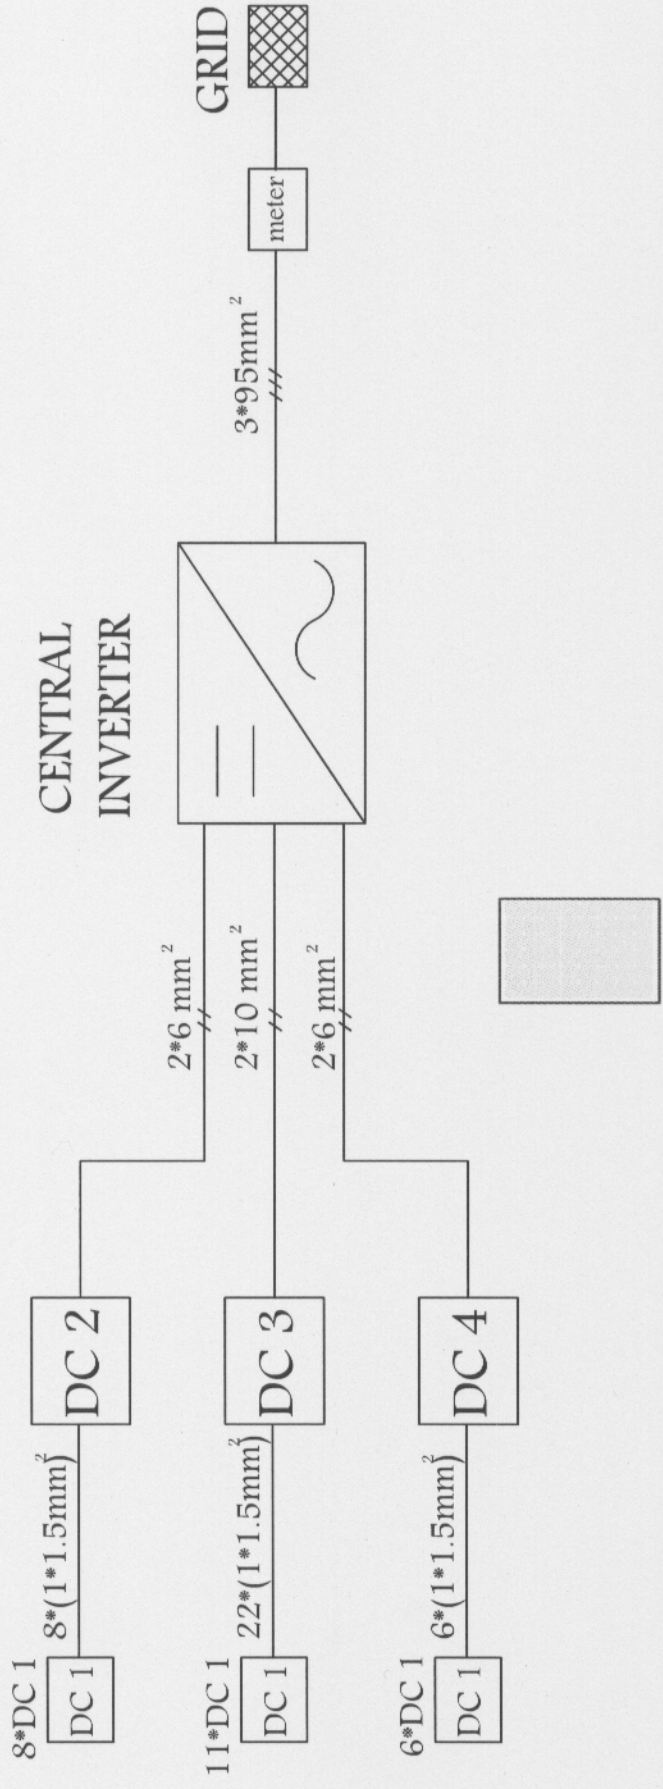 8*DC 1
DC 1
8*(1*1.5mm²)
DC 2
2*6 mm²
11*DC 1
DC 1
22*(1*1.5mm²)
DC 3
2*10 mm²
6*DC 1
DC 1
6*(1*1.5mm²)
DC 4
2*6 mm²
CENTRAL
INVERTER
3*95mm²
meter
GRID